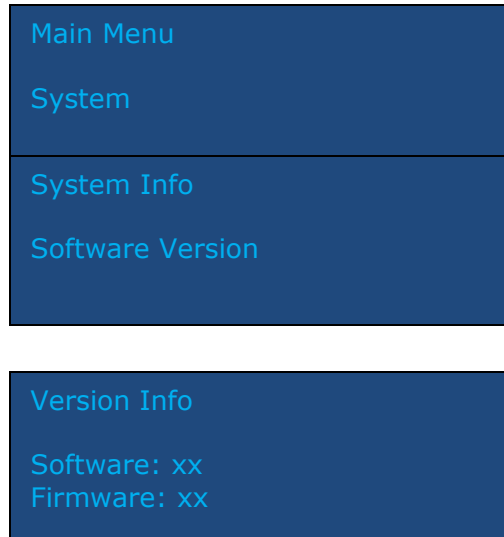 Main Menu
System
System Info
Software Version
Version Info
Software: xx
Firmware: xx